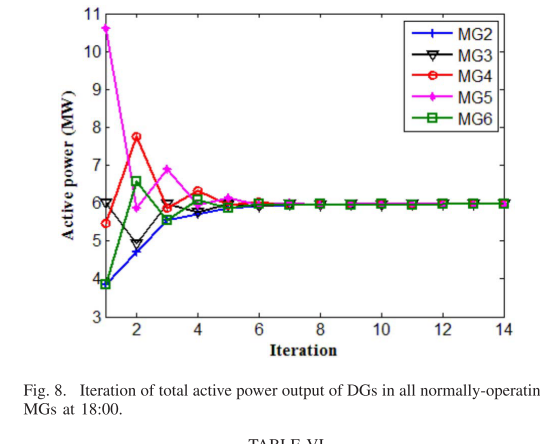 11
10
9
8
7
6
5
4
3
Active power (MW)
MG2
MG3
MG4
MG5
MG6
2 4 6 8 10 12 14
Iteration
Fig. 8. Iteration of total active power output of DGs in all normally-operatin
MGs at 18:00.
TABLE VI